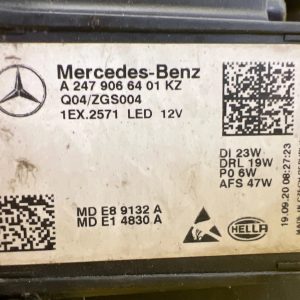 Mercedes-Benz
A 247 906 64 01 KZ
Q04/ZGS004
1EX.2571 LED 12V
DI 23W
DRL 19W
P0 6W
AFS 47W
MD E8 9132 A
MD E1 4830 A
HELLA
19.09.20 08:27:23